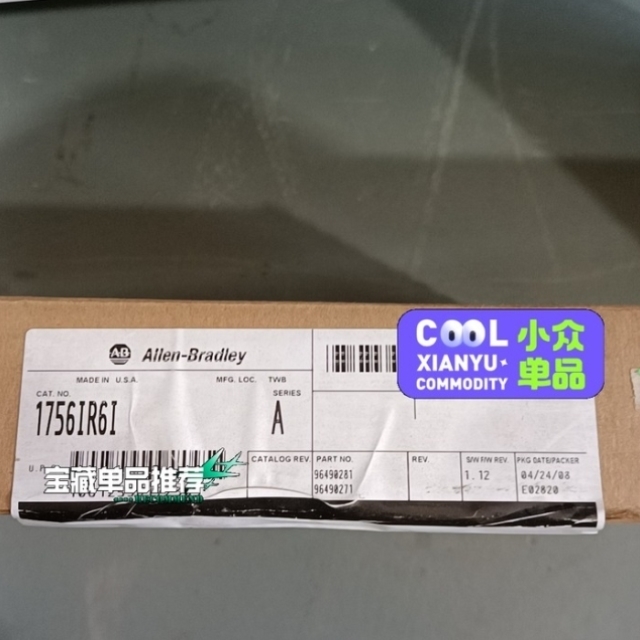 COOL 小众
XIANYU
COMMODITY 单品
AB Allen-Bradley
MADE IN U.S.A. MFG. LOC. TWB
CAT. NO. SERIES
1756IR6I A
CATALOG REV. PART NO. REV. S/W F/W REV. PKG DATE/PACKER
96490281 1.12 04/24/08
96490271 E02820
宝藏单品推荐